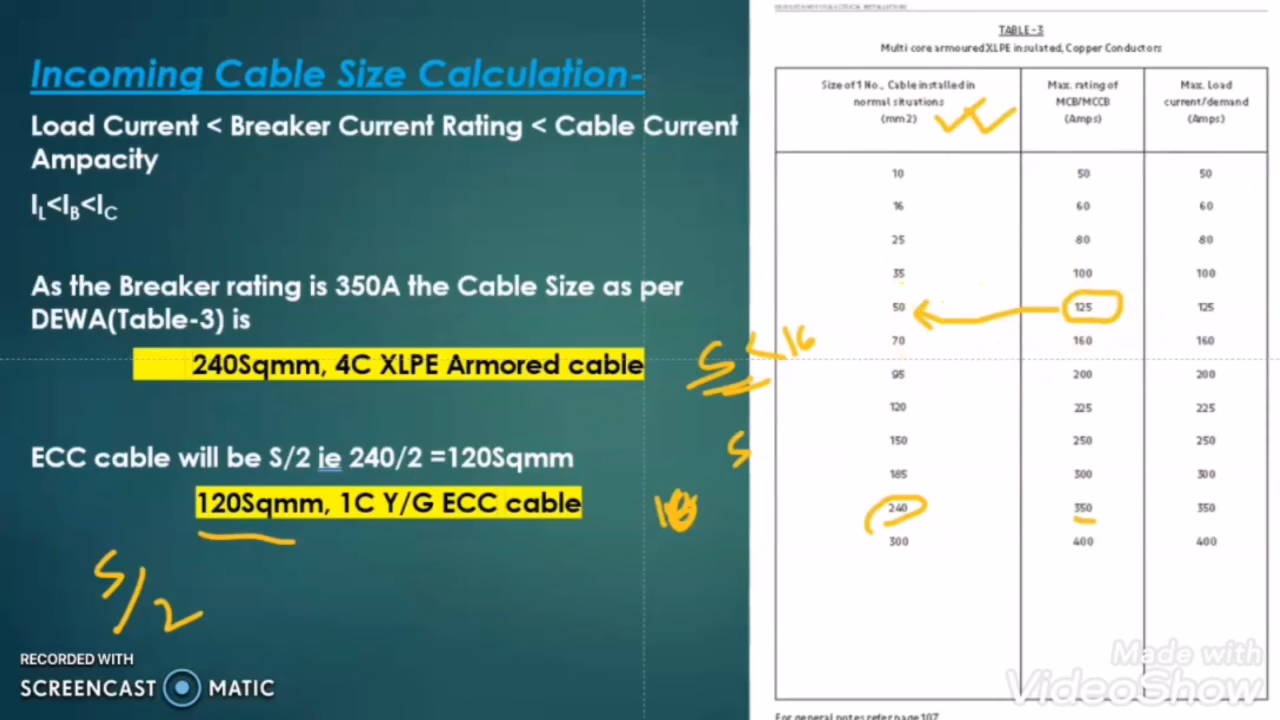 Incoming Cable Size Calculation-
Load Current < Breaker Current Rating < Cable Current
Ampacity
IL<IB<IC
As the Breaker rating is 350A the Cable Size as per
DEWA(Table-3) is
240Sqmm, 4C XLPE Armored cable
S < 16
ECC cable will be S/2 ie 240/2 =120Sqmm
S
120Sqmm, 1C Y/G ECC cable
S/2
RECORDED WITH
SCREENCAST MATIC
TABLE-3
Multi core armoured XLPE insulated, Copper Conductors
Size of 1 No., Cable installed in
normal situations
(mm2)
Max. rating of
MCB/MCCB
(Amps)
Max. Load
current/demand
(Amps)
10 50 50
16 60 60
25 80 80
35 100 100
50 125 125
70 160 160
95 200 200
120 225 225
150 250 250
185 300 300
240 350 350
300 400 400
Made with
VideoShow
For general notes refer page 107